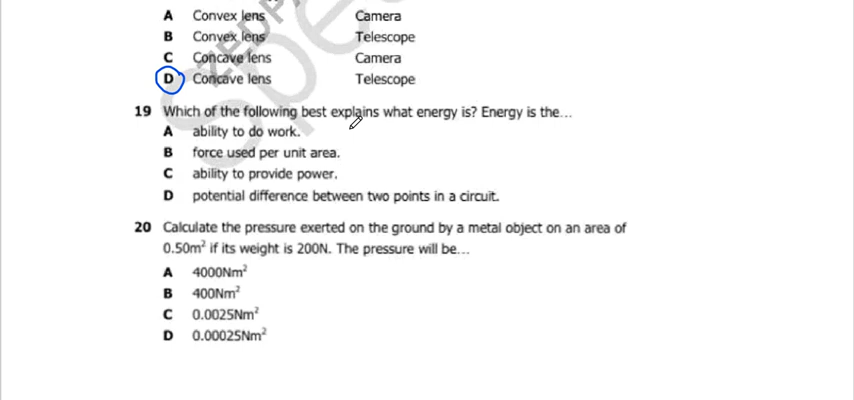 A Convex lens Camera
B Convex lens Telescope
C Concave lens Camera
D Concave lens Telescope
19 Which of the following best explains what energy is? Energy is the...
A ability to do work.
B force used per unit area.
C ability to provide power.
D potential difference between two points in a circuit.
20 Calculate the pressure exerted on the ground by a metal object on an area of
0.50m² if its weight is 200N. The pressure will be...
A 4000Nm²
B 400Nm²
C 0.0025Nm²
D 0.00025Nm²